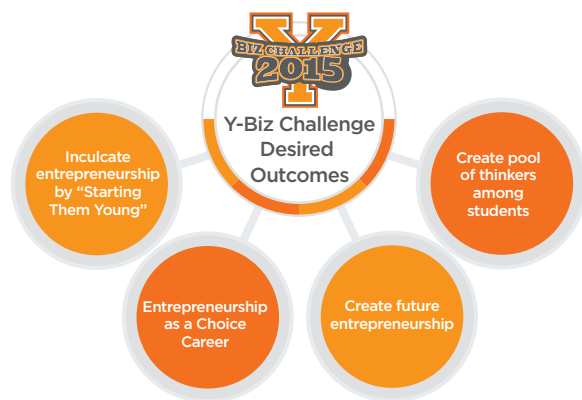 Y
BIZ CHALLENGE
2015
Y-Biz Challenge
Desired
Outcomes
Inculcate
entrepreneurship
by “Starting
Them Young”
Entrepreneurship
as a Choice
Career
Create future
entrepreneurship
Create pool
of thinkers
among
students